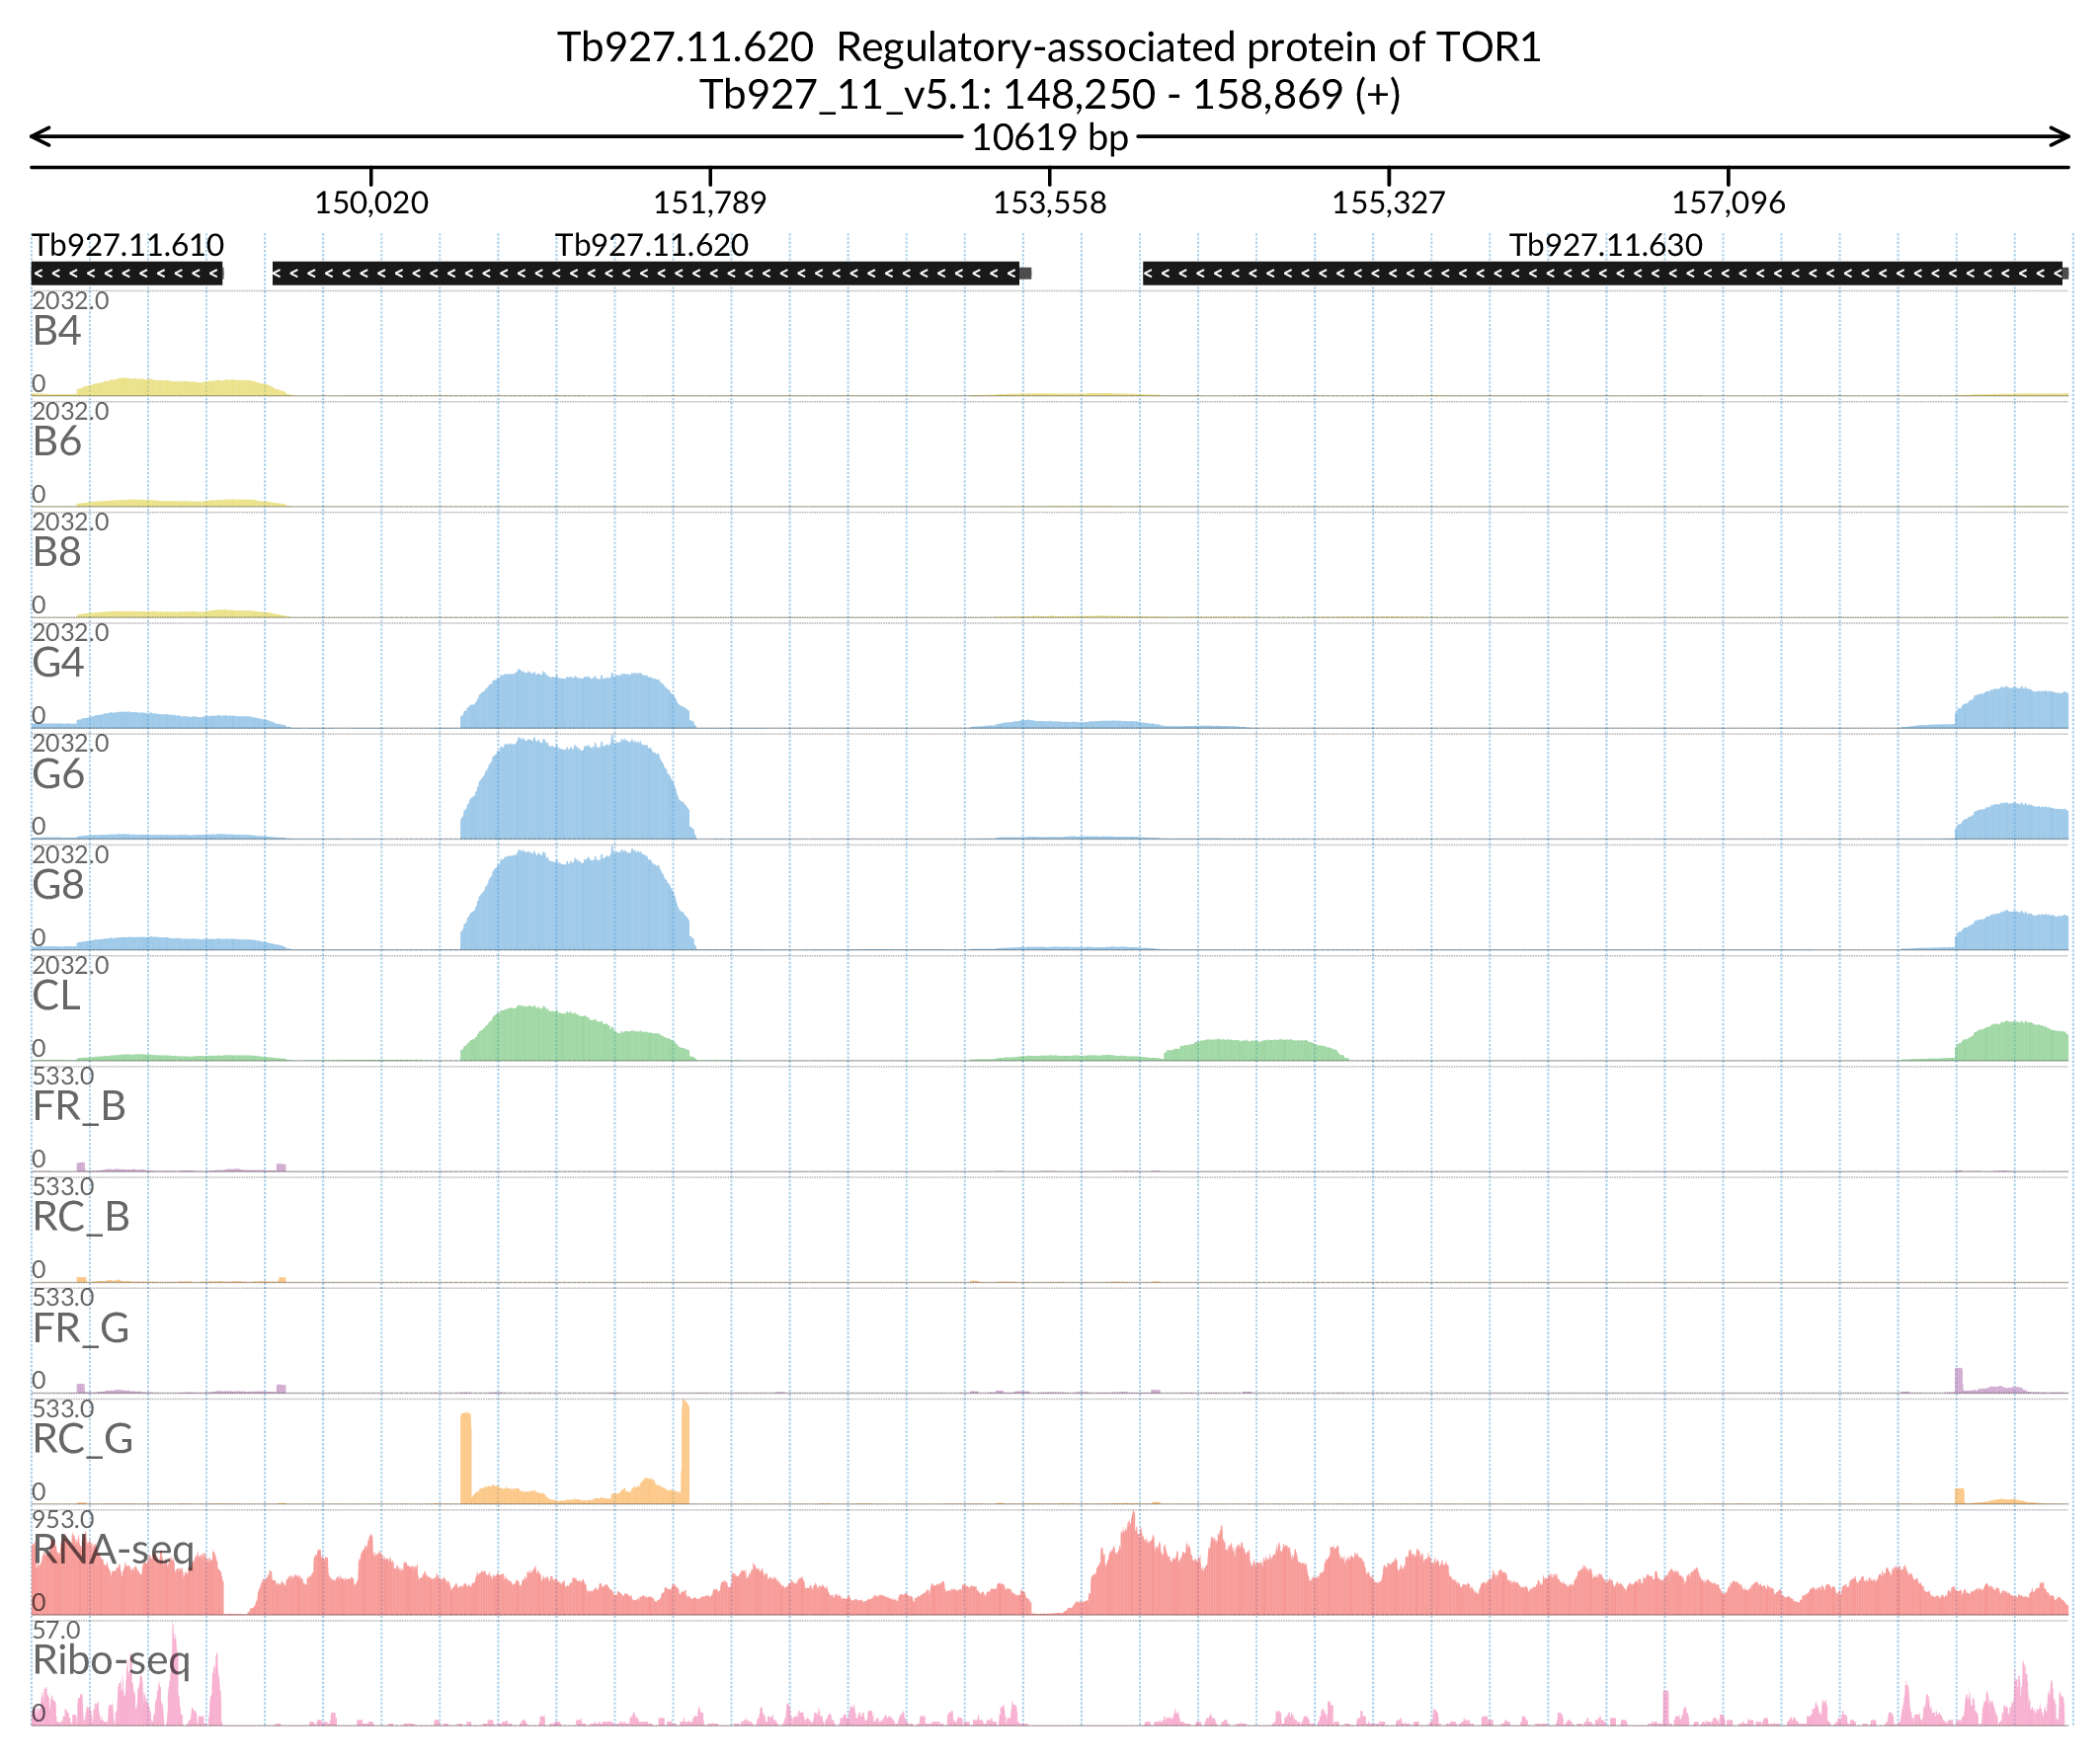 Tb927.11.620  Regulatory-associated protein of TOR1
Tb927_11_v5.1: 148,250 - 158,869 (+)
10619 bp
150,020 151,789 153,558 155,327 157,096
Tb927.11.610 Tb927.11.620 Tb927.11.630
2032.0
B4
0
2032.0
B6
0
2032.0
B8
0
2032.0
G4
0
2032.0
G6
0
2032.0
G8
0
2032.0
CL
0
533.0
FR_B
0
533.0
RC_B
0
533.0
FR_G
0
533.0
RC_G
0
953.0
RNA-seq
0
57.0
Ribo-seq
0